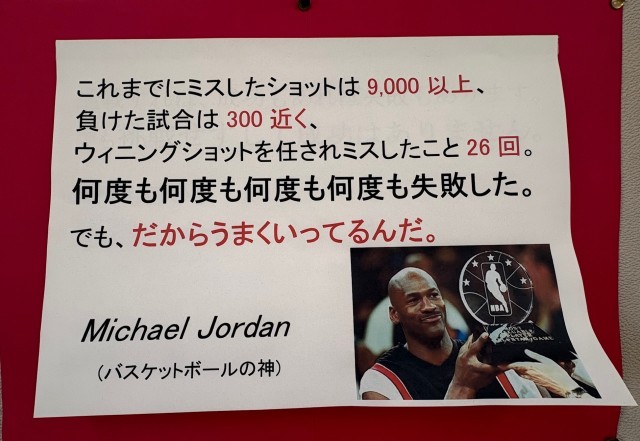 これまでにミスしたショットは 9,000 以上、
負けた試合は 300 近く、
ウィニングショットを任されミスしたこと 26 回。
何度も何度も何度も何度も失敗した。
でも、だからうまくいってるんだ。
Michael Jordan
（バスケットボールの神）
NBA